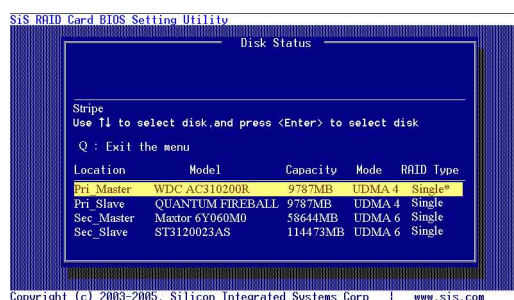 SiS RAID Card BIOS Setting Utility
Disk Status
Stripe
Use ↑↓ to select disk,and press <Enter> to select disk
Q : Exit the menu
Location Model Capacity Mode RAID Type
Pri_Master WDC AC310200R 9787MB UDMA 4 Single*
Pri_Slave QUANTUM FIREBALL 9787MB UDMA 4 Single
Sec_Master Maxtor 6Y060M0 58644MB UDMA 6 Single
Sec_Slave ST3120023AS 114473MB UDMA 6 Single
Copyright (c) 2003-2005. Silicon Integrated Systems Corp | www.sis.com